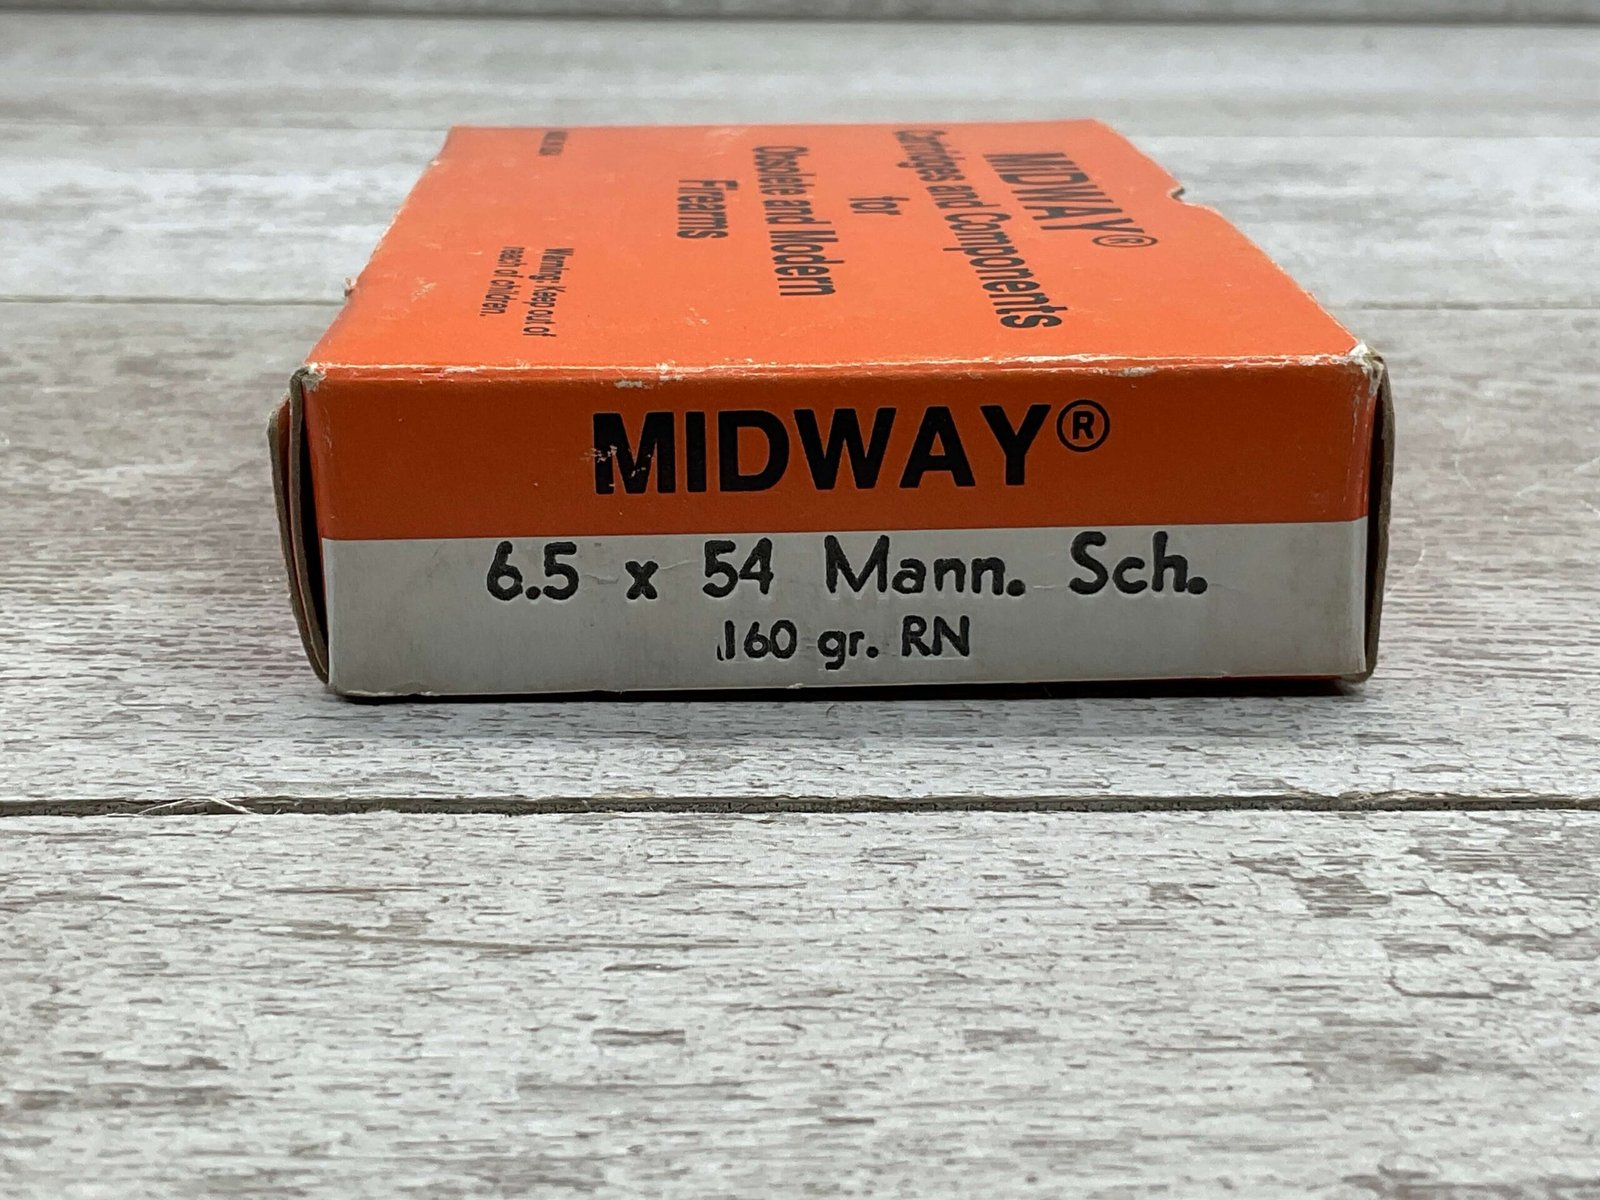 MIDWAY®
Cartridges and Components
for
Obsolete and Modern
Firearms
Warning: Keep out of
reach of children.
MIDWAY®
6.5 x 54 Mann. Sch.
160 gr. RN